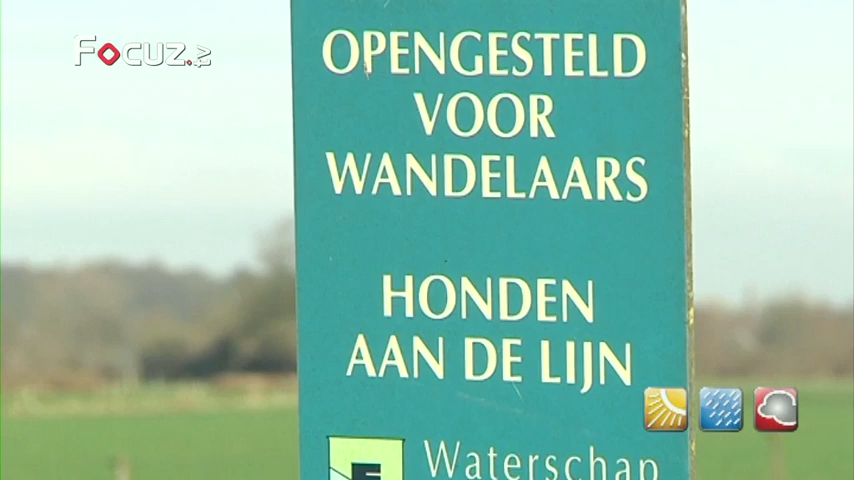 Focuz.
OPENGESTELD
VOOR
WANDELAARS
HONDEN
AAN DE LIJN
Waterschap